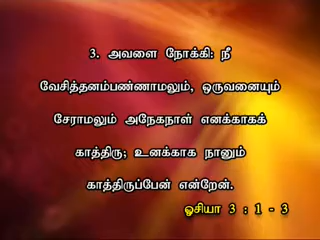 3. அவளை நோக்கி: நீ
வேசித்தனம்பண்ணாமலும், ஒருவனையும்
சேராமலும் அநேகநாள் எனக்காகக்
காத்திரு; உனக்காக நானும்
காத்திருப்பேன் என்றேன்.
ஓசியா 3 : 1 - 3